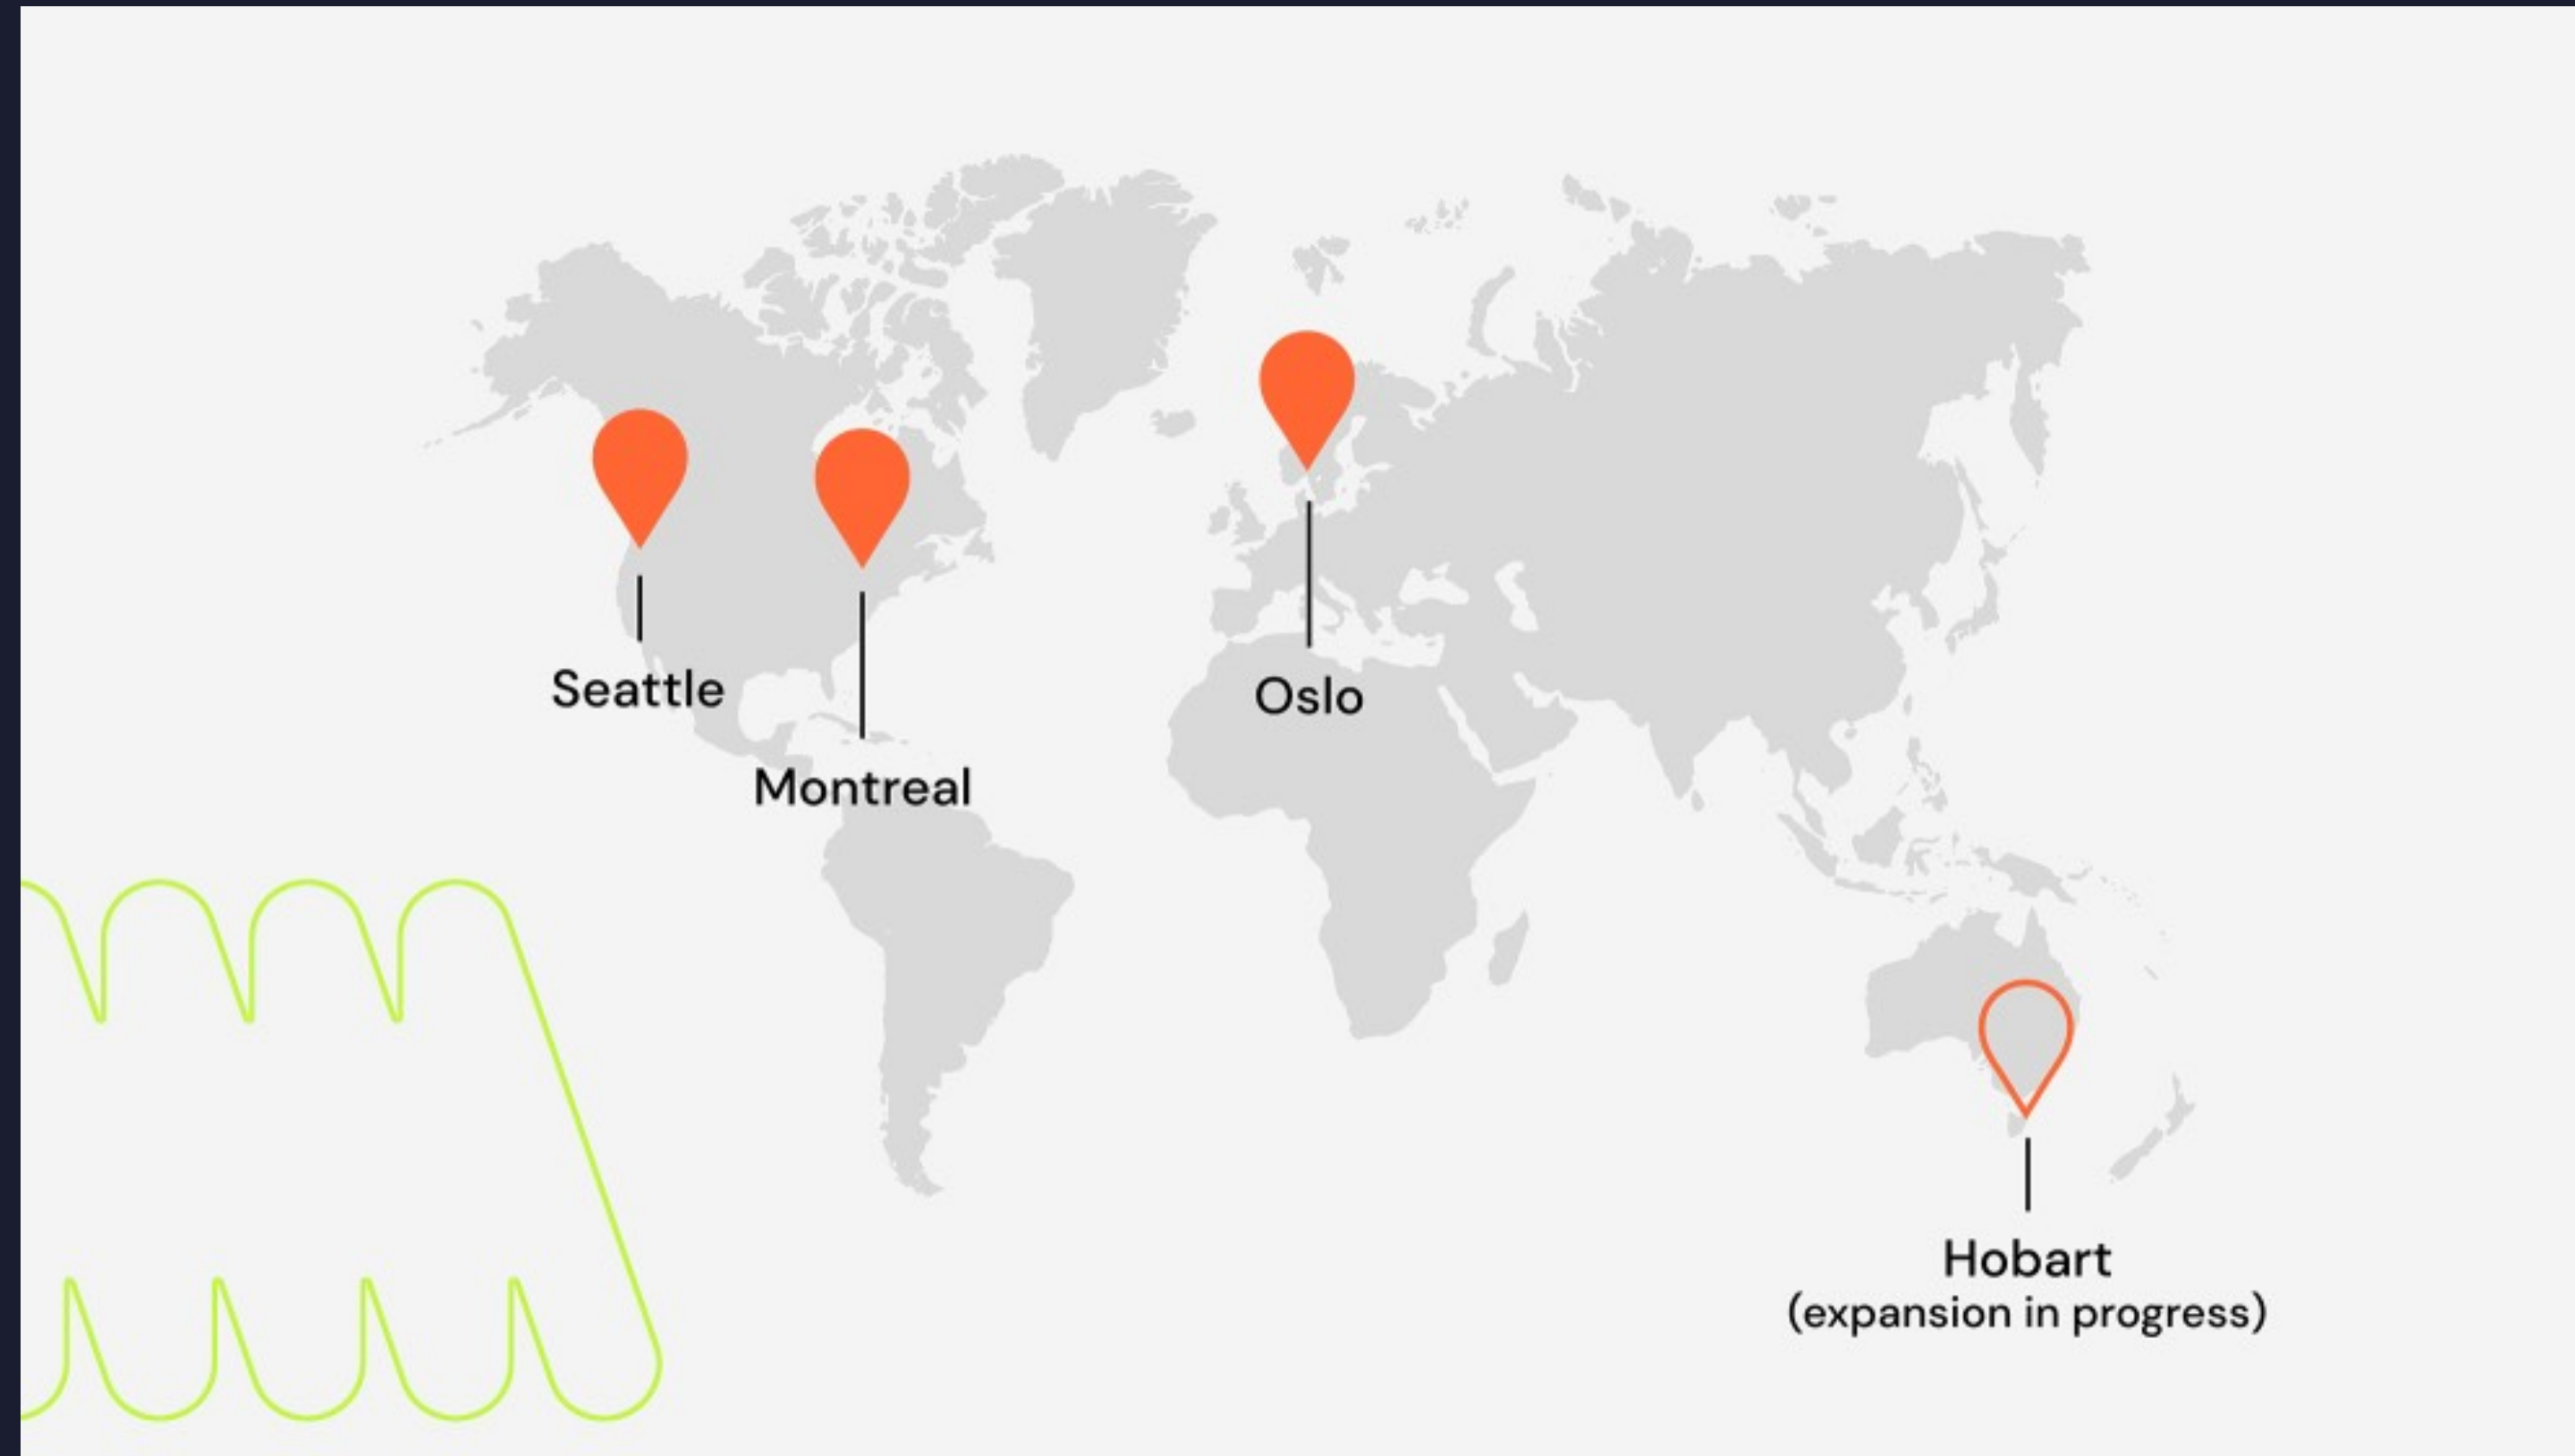 Seattle
Oslo
Montreal
Hobart
(expansion in progress)